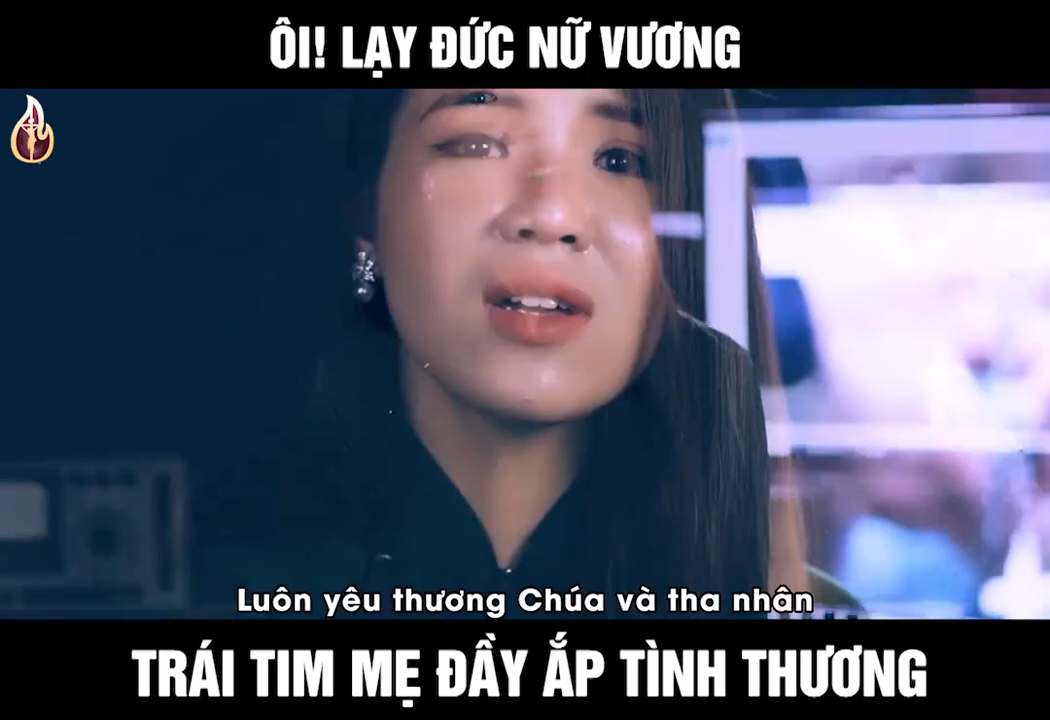 ÔI! LẠY ĐỨC NỮ VƯƠNG
Luôn yêu thương Chúa và tha nhân
TRÁI TIM MẸ ĐẦY ẮP TÌNH THƯƠNG